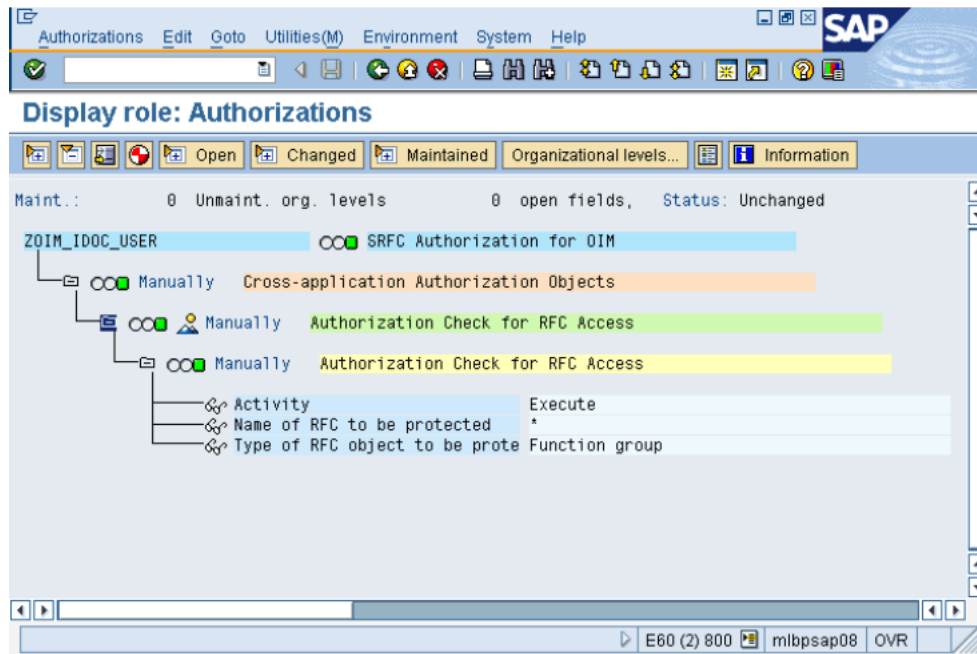 Authorizations Edit Goto Utilities(M) Environment System Help
SAP
Display role: Authorizations
Open Changed Maintained Organizational levels... Information
Maint.: 0 Unmaint. org. levels 0 open fields, Status: Unchanged
ZOIM_IDOC_USER SRFC Authorization for OIM
Manually Cross-application Authorization Objects
Manually Authorization Check for RFC Access
Manually Authorization Check for RFC Access
Activity Execute
Name of RFC to be protected *
Type of RFC object to be prote Function group
E60 (2) 800 mlbpsap08 OVR